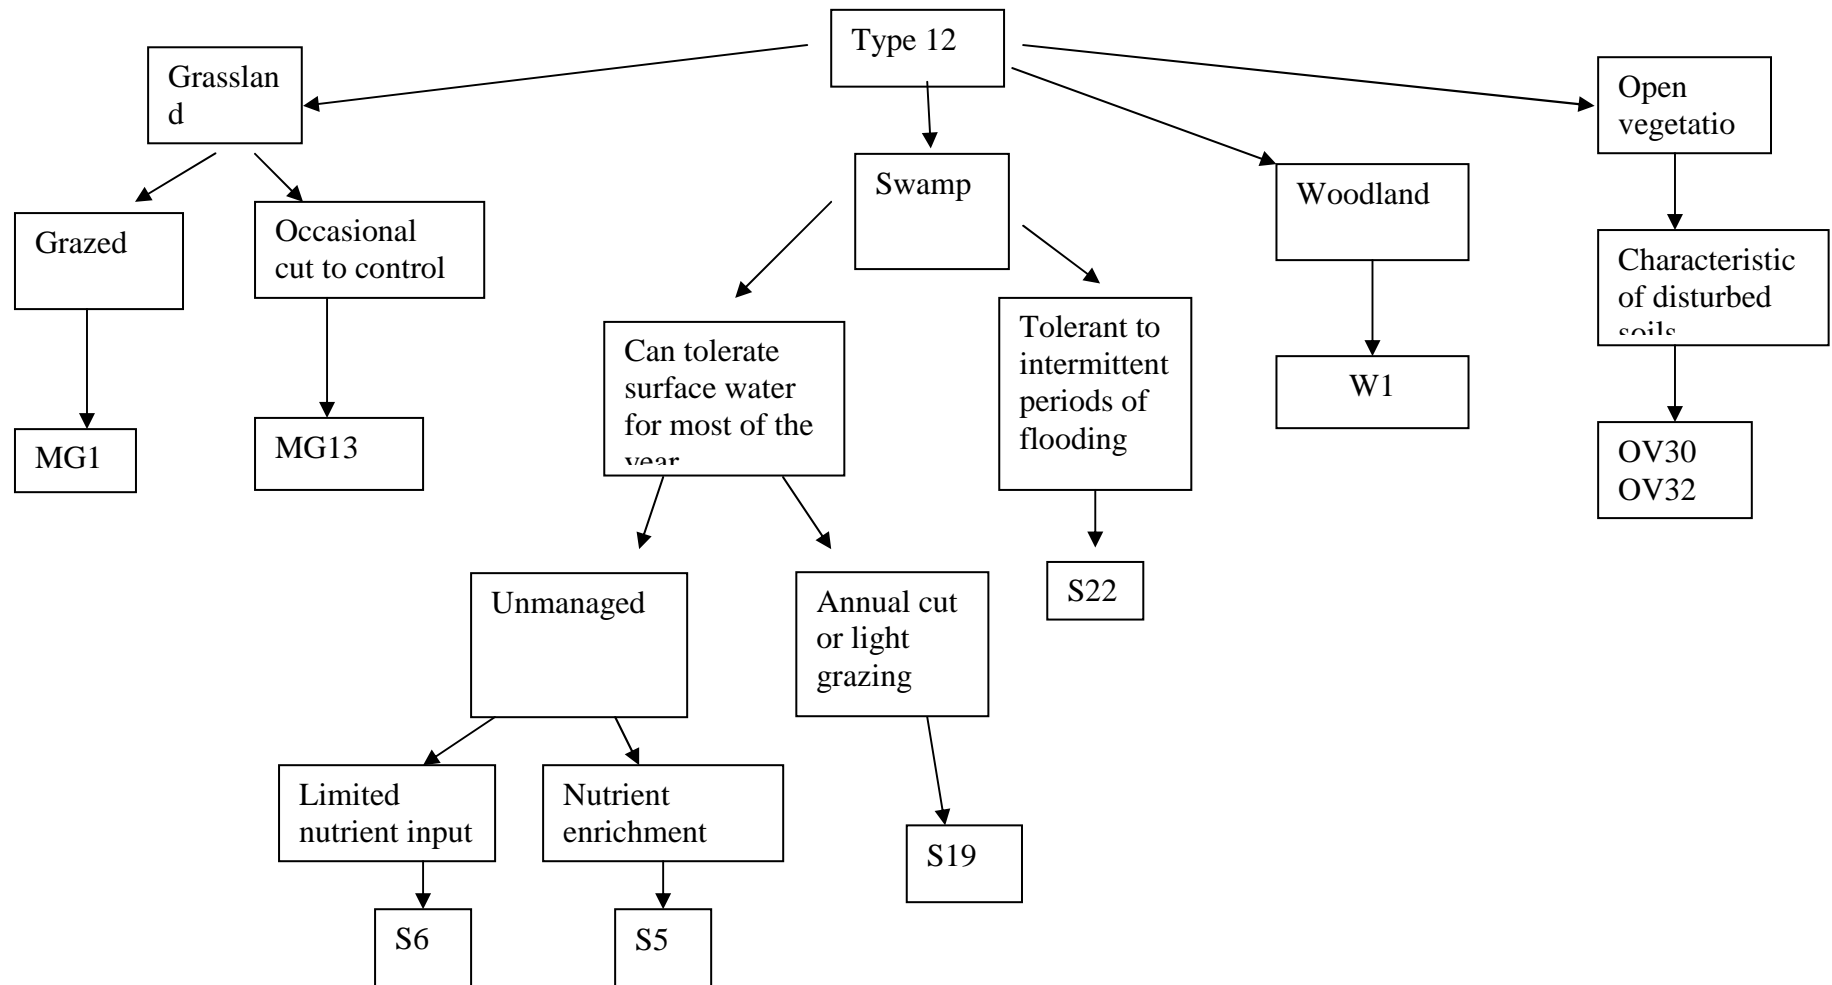 Type 12
Grasslan
d
Open
vegetatio
Swamp
Woodland
Grazed
Occasional
cut to control
Characteristic
of disturbed
soils
Can tolerate
surface water
for most of the
year
Tolerant to
intermittent
periods of
flooding
W1
MG1
MG13
OV30
OV32
Unmanaged
Annual cut
or light
grazing
S22
Limited
nutrient input
Nutrient
enrichment
S19
S6
S5